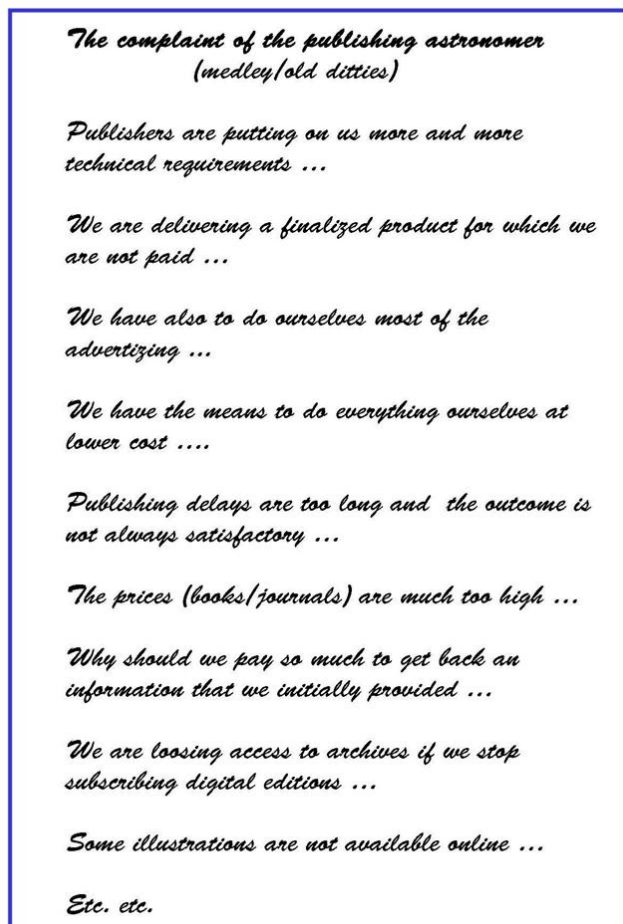 The complaint of the publishing astronomer
(medley/old ditties)
Publishers are putting on us more and more
technical requirements ...
We are delivering a finalized product for which we
are not paid ...
We have also to do ourselves most of the
advertizing ...
We have the means to do everything ourselves at
lower cost ....
Publishing delays are too long and the outcome is
not always satisfactory ...
The prices (books/journals) are much too high ...
Why should we pay so much to get back an
information that we initially provided ...
We are loosing access to archives if we stop
subscribing digital editions ...
Some illustrations are not available online ...
Etc. etc.